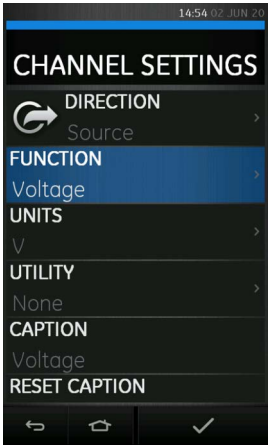 14:54 02 JUN 20
CHANNEL SETTINGS
DIRECTION
Source
FUNCTION
Voltage
UNITS
V
UTILITY
None
CAPTION
Voltage
RESET CAPTION